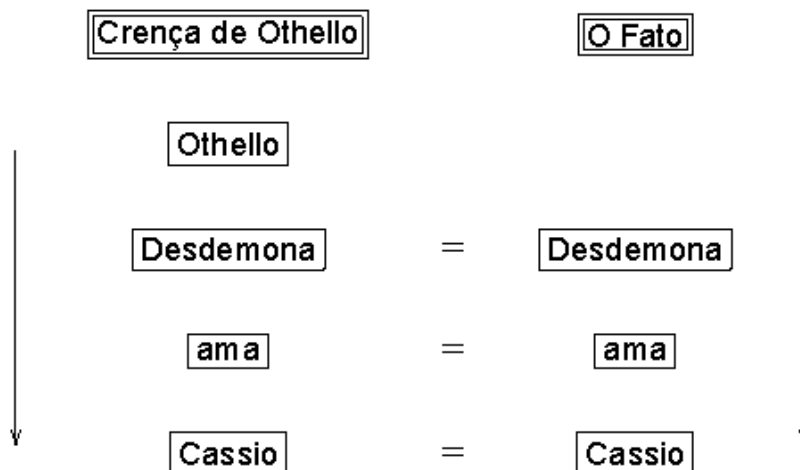 Crença de Othello O Fato
Othello
Desdemona = Desdemona
ama = ama
Cassio = Cassio